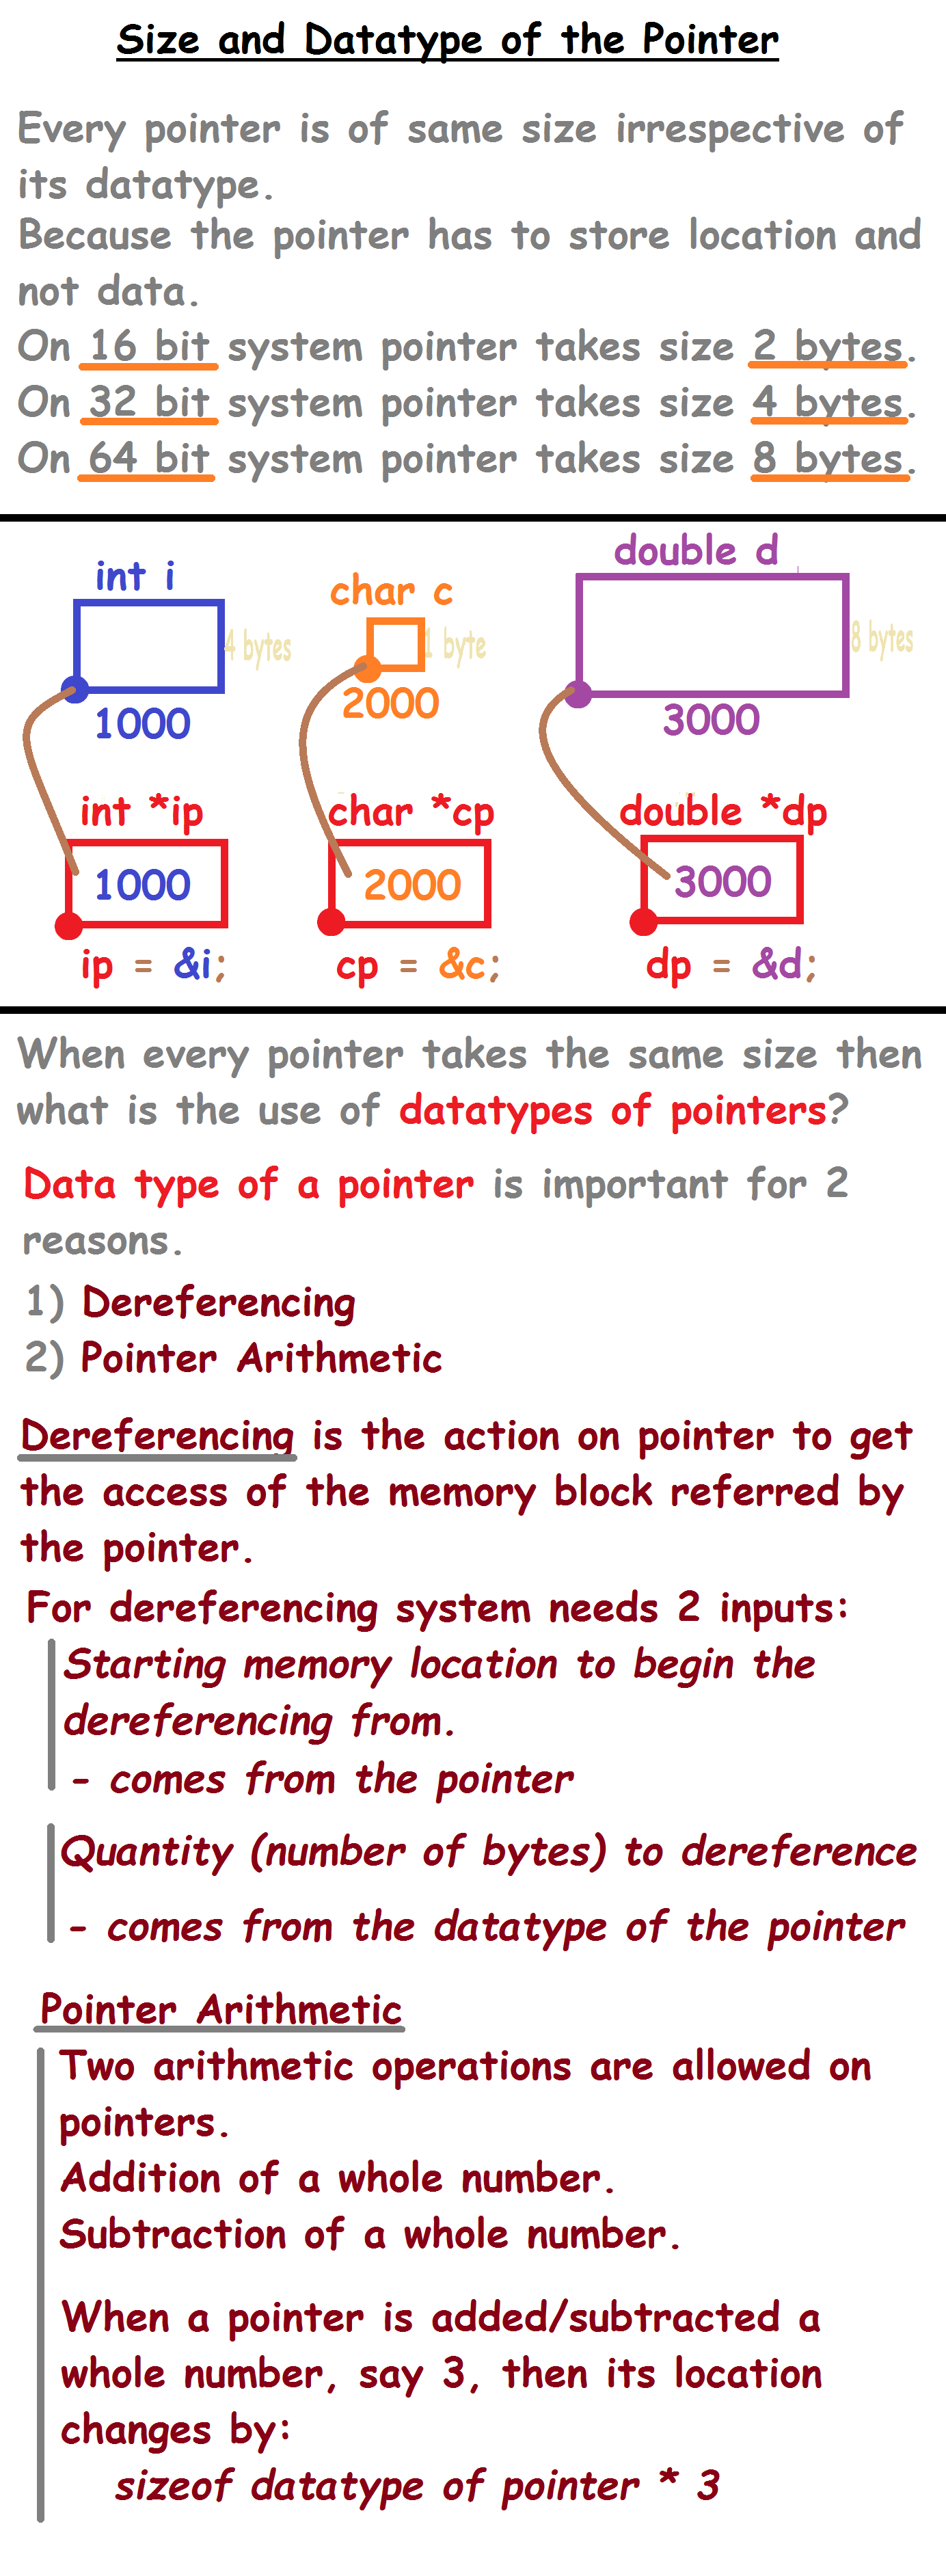 Size and Datatype of the Pointer
Every pointer is of same size irrespective of
its datatype.
Because the pointer has to store location and
not data.
On 16 bit system pointer takes size 2 bytes.
On 32 bit system pointer takes size 4 bytes.
On 64 bit system pointer takes size 8 bytes.
int i
char c
double d
4 bytes
1 byte
8 bytes
1000
2000
3000
int *ip
char *cp
double *dp
1000
2000
3000
ip = &i;
cp = &c;
dp = &d;
When every pointer takes the same size then
what is the use of datatypes of pointers?
Data type of a pointer is important for 2
reasons.
1) Dereferencing
2) Pointer Arithmetic
Dereferencing is the action on pointer to get
the access of the memory block referred by
the pointer.
For dereferencing system needs 2 inputs:
Starting memory location to begin the
dereferencing from.
- comes from the pointer
Quantity (number of bytes) to dereference
- comes from the datatype of the pointer
Pointer Arithmetic
Two arithmetic operations are allowed on
pointers.
Addition of a whole number.
Subtraction of a whole number.
When a pointer is added/subtracted a
whole number, say 3, then its location
changes by:
sizeof datatype of pointer * 3